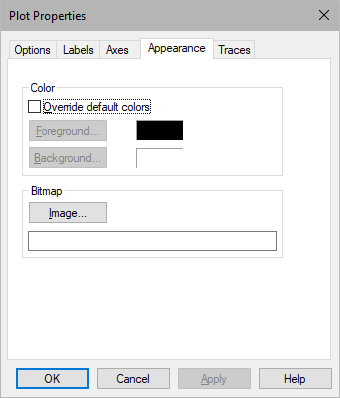 Plot Properties
Options Labels Axes Appearance Traces
Color
Override default colors
Foreground...
Background...
Bitmap
Image...
OK Cancel Apply Help